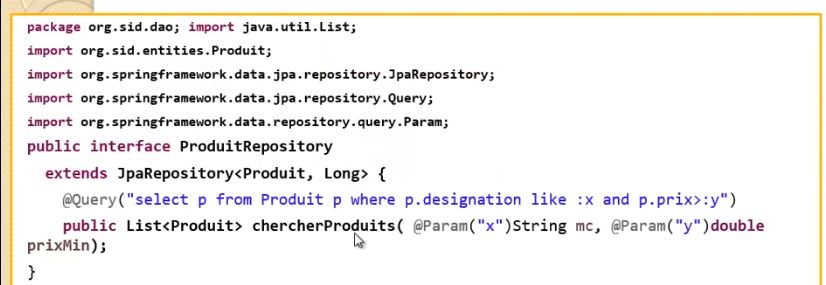 package org.sid.dao; import java.util.List;
import org.sid.entities.Produit;
import org.springframework.data.jpa.repository.JpaRepository;
import org.springframework.data.jpa.repository.Query;
import org.springframework.data.repository.query.Param;
public interface ProduitRepository
extends JpaRepository<Produit, Long> {
@Query("select p from Produit p where p.designation like :x and p.prix>:y")
public List<Produit> chercherProduits( @Param("x")String mc, @Param("y")double
prixMin);
}